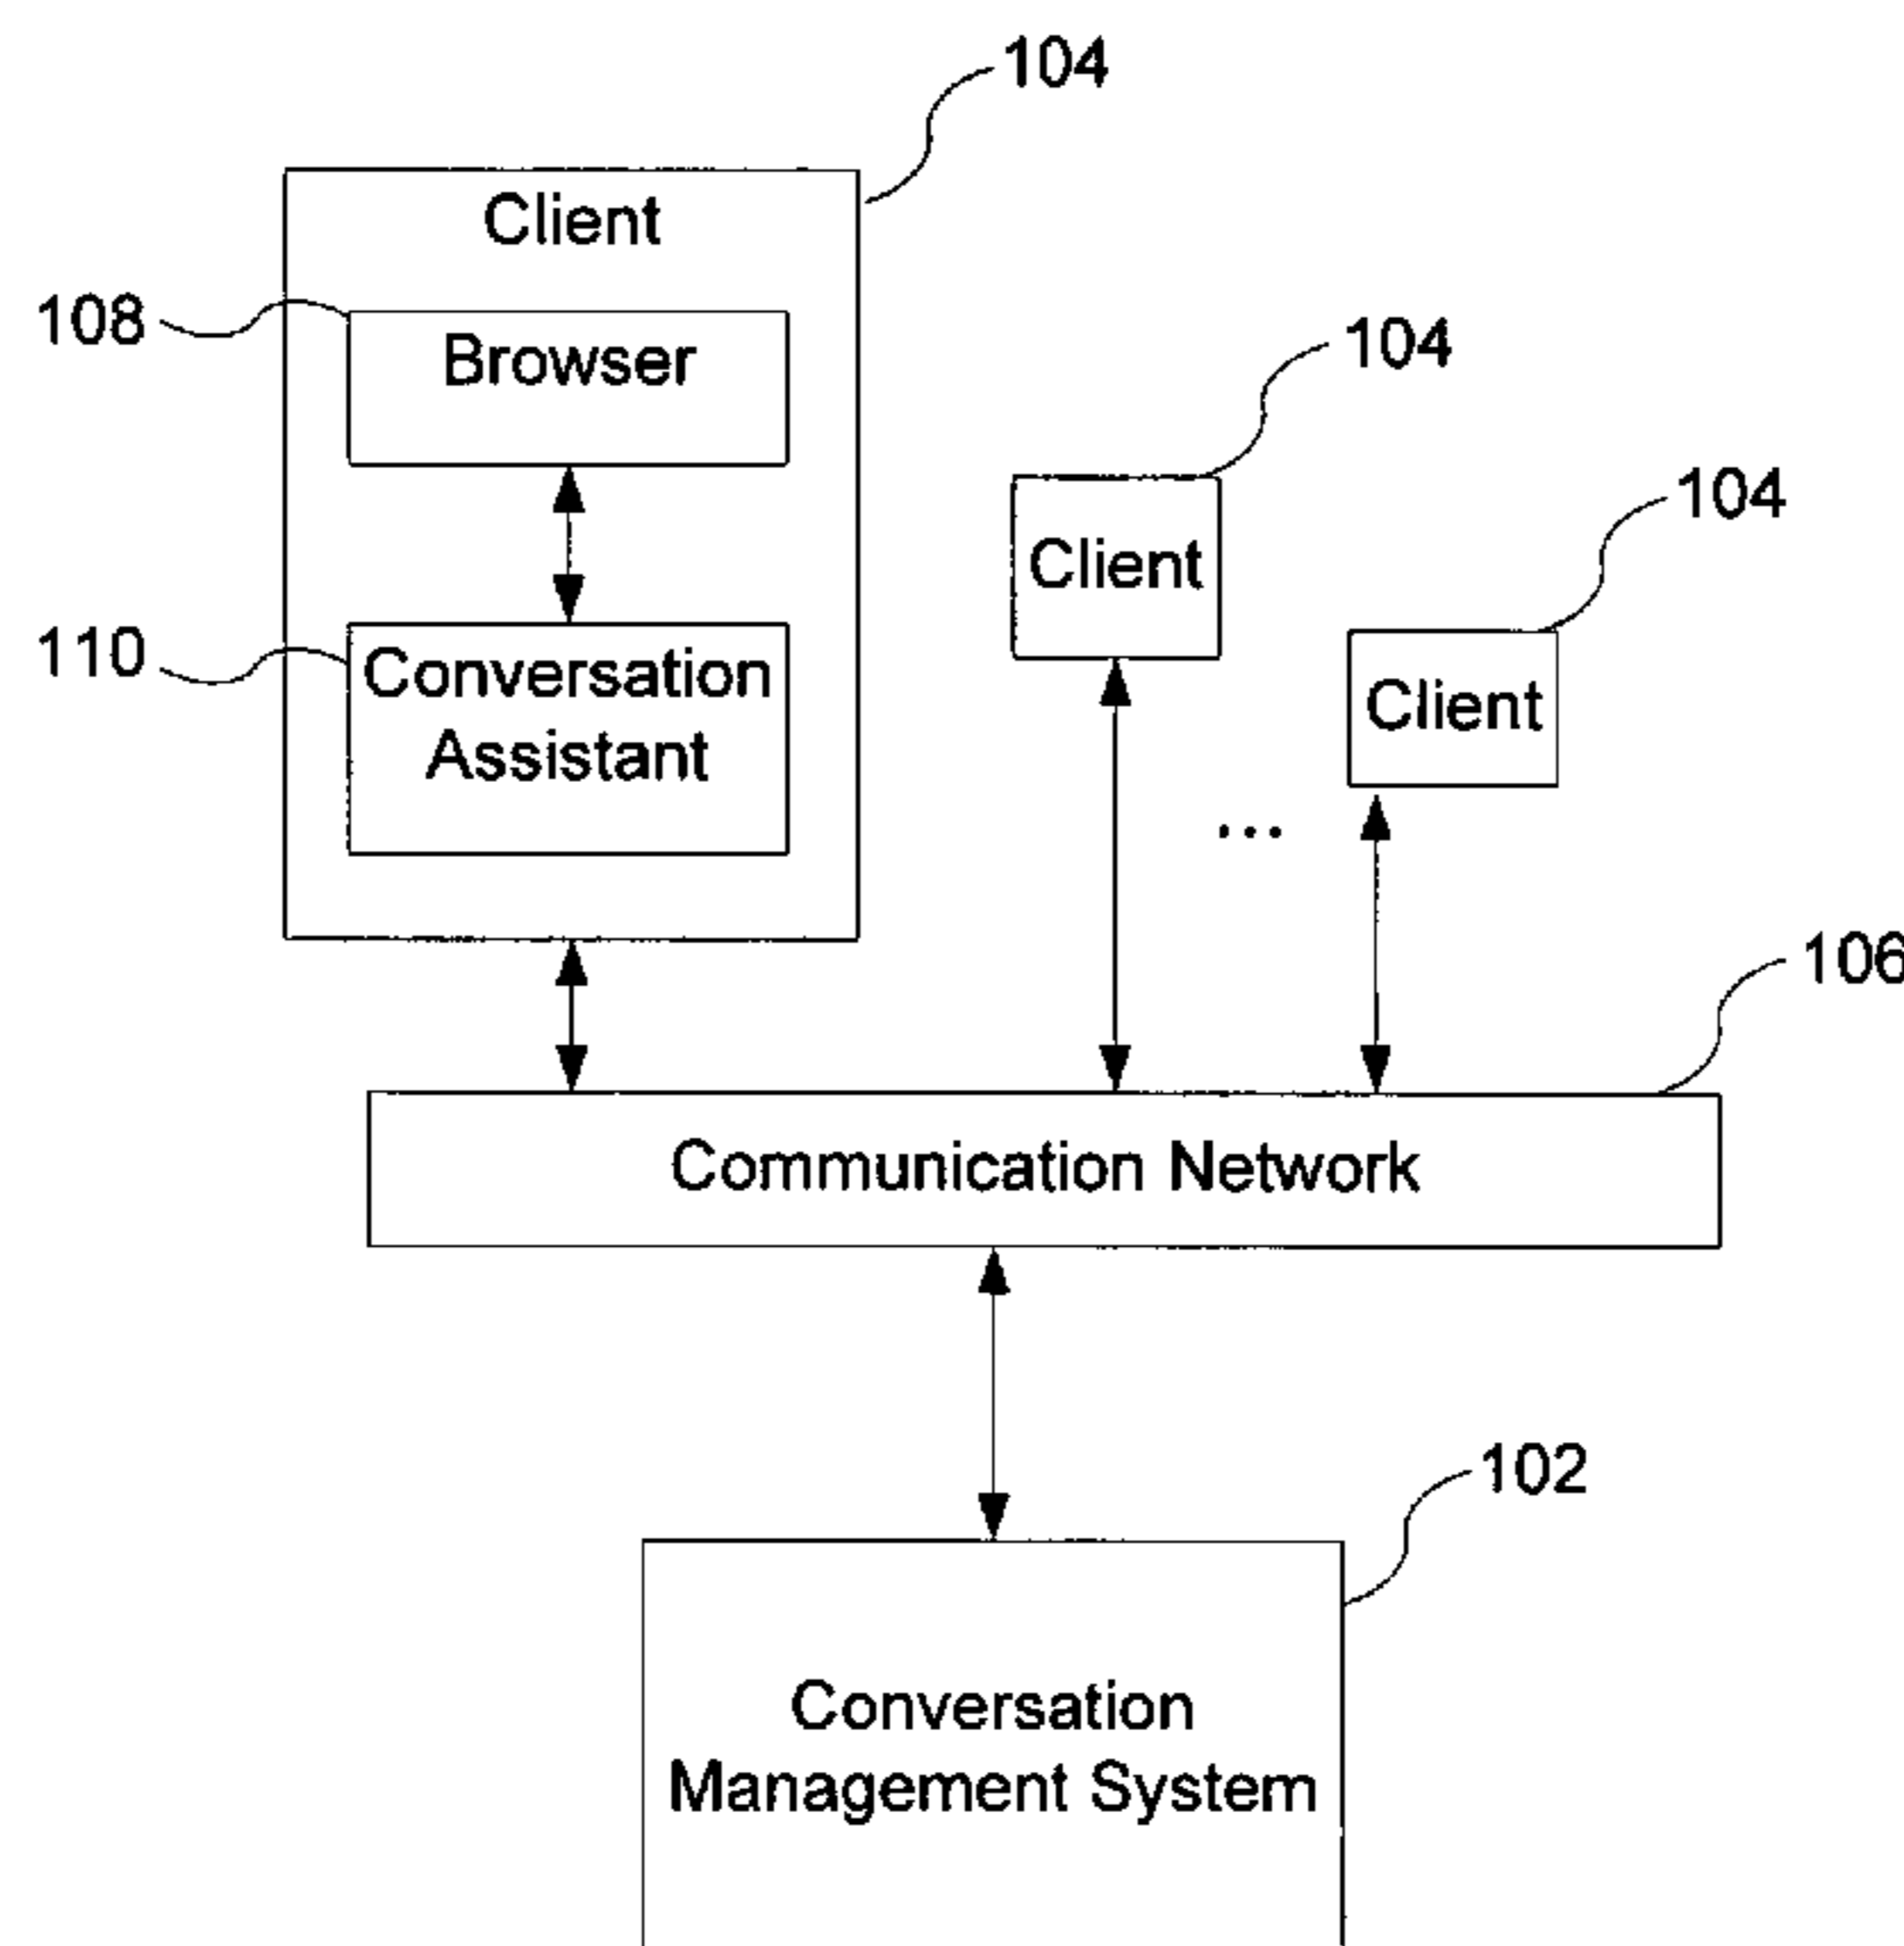 104
Client
108
Browser
104
104
Client
110
Conversation
Assistant
Client
...
106
Communication Network
102
Conversation
Management System